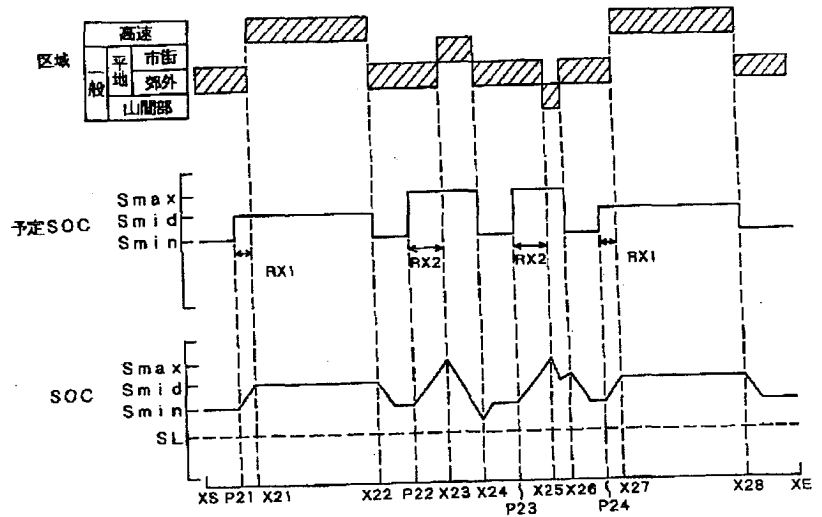 高速
区域
一般
平地
市街
郊外
山間部
Smax
予定SOC
Smid
Smin
RX1
RX2
RX2
RX1
Smax
SOC
Smid
Smin
SL
XS P21 X21 X22 P22 X23 X24 P23 X25 X26 P24 X27 X28 XE